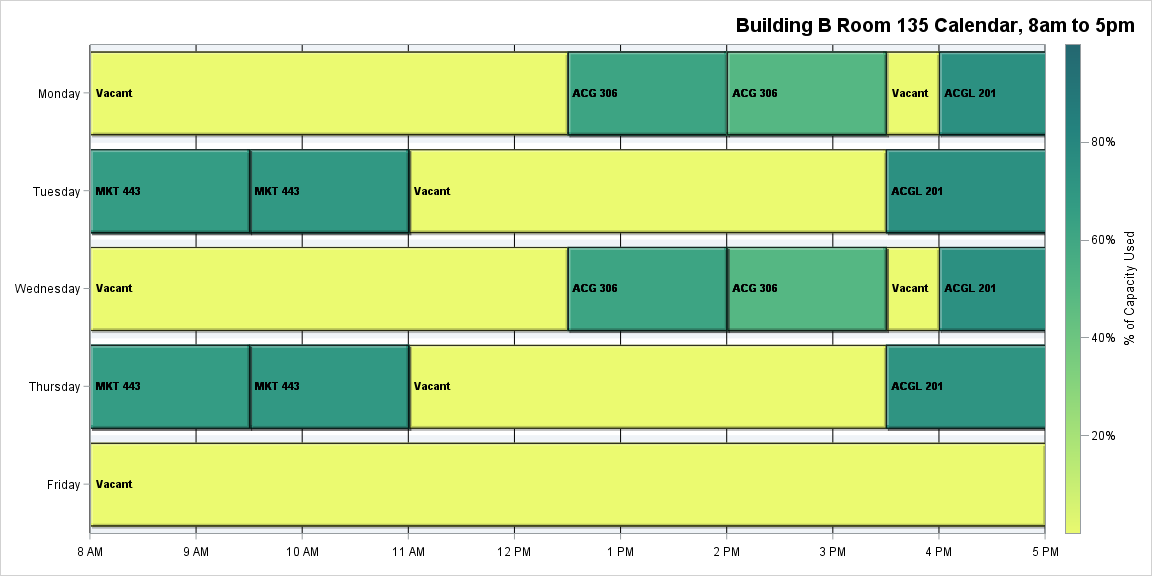 Building B Room 135 Calendar, 8am to 5pm
Monday
Vacant
ACG 306
ACG 306
Vacant
ACGL 201
Tuesday
MKT 443
MKT 443
Vacant
ACGL 201
Wednesday
Vacant
ACG 306
ACG 306
Vacant
ACGL 201
Thursday
MKT 443
MKT 443
Vacant
ACGL 201
Friday
Vacant
8 AM
9 AM
10 AM
11 AM
12 PM
1 PM
2 PM
3 PM
4 PM
5 PM
80%
60%
40%
20%
% of Capacity Used